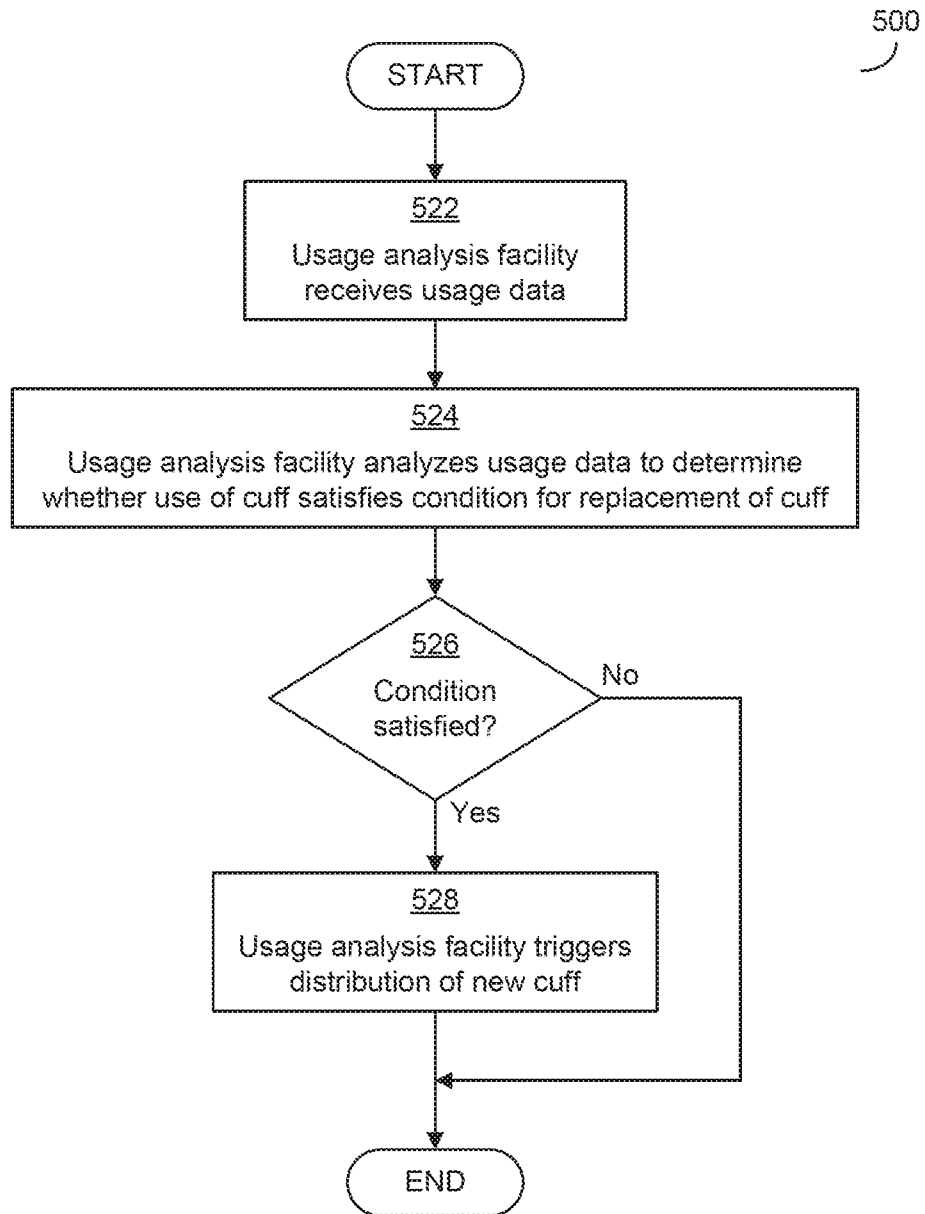 500
START
522
Usage analysis facility
receives usage data
524
Usage analysis facility analyzes usage data to determine
whether use of cuff satisfies condition for replacement of cuff
526
Condition
satisfied?
No
Yes
528
Usage analysis facility triggers
distribution of new cuff
END